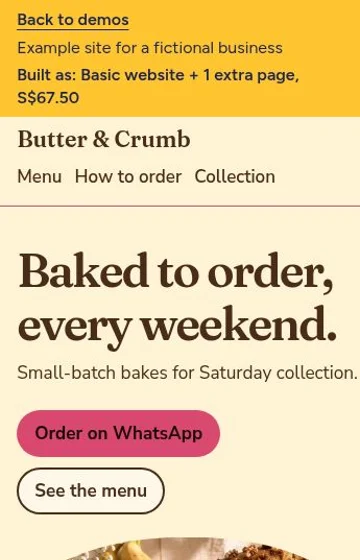 Back to demos
Example site for a fictional business
Built as: Basic website + 1 extra page,
S$67.50
Butter & Crumb
Menu How to order Collection
Baked to order,
every weekend.
Small-batch bakes for Saturday collection.
Order on WhatsApp
See the menu